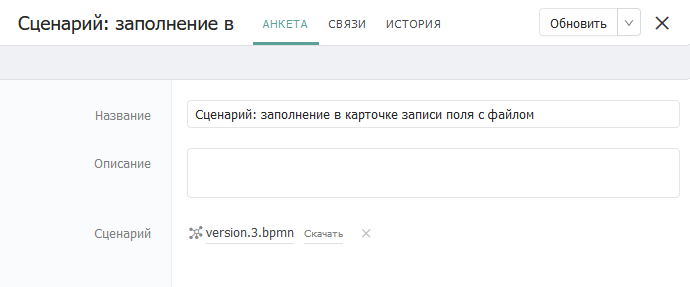 Сценарий: заполнение в АНКЕТА СВЯЗИ ИСТОРИЯ Обновить
Название Сценарий: заполнение в карточке записи поля с файлом
Описание
Сценарий version.3.bpmn Скачать